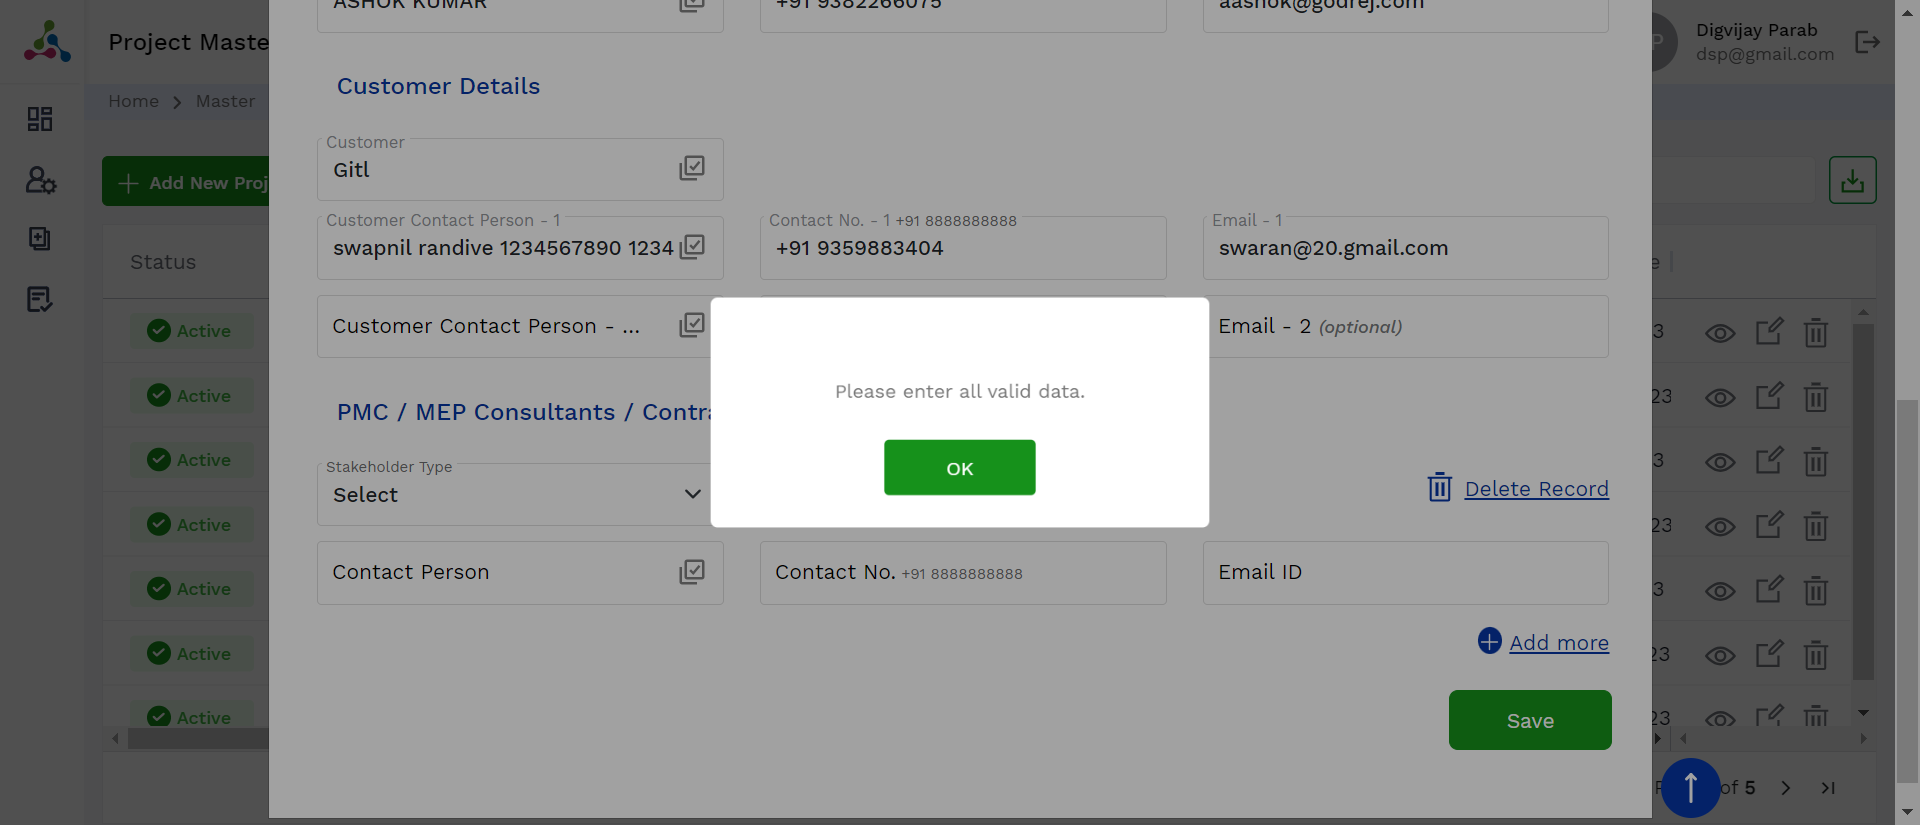 ASHOK KUMAR
+91 9382266075
aashok@godrej.com
Project Maste
P
Digvijay Parab
dsp@gmail.com
Customer Details
Home > Master
Customer
Gitl
Add New Proj
Customer Contact Person - 1
swapnil randive 1234567890 1234
Contact No. - 1 +91 8888888888
+91 9359883404
Email - 1
swaran@20.gmail.com
Status
e
Customer Contact Person - ...
Email - 2 (optional)
Active
3
Please enter all valid data.
Active
23
PMC / MEP Consultants / Contra
OK
Active
3
Stakeholder Type
Select
Delete Record
Active
23
Contact Person
Contact No. +91 8888888888
Email ID
Active
3
Add more
Active
23
Save
Active
23
of 5